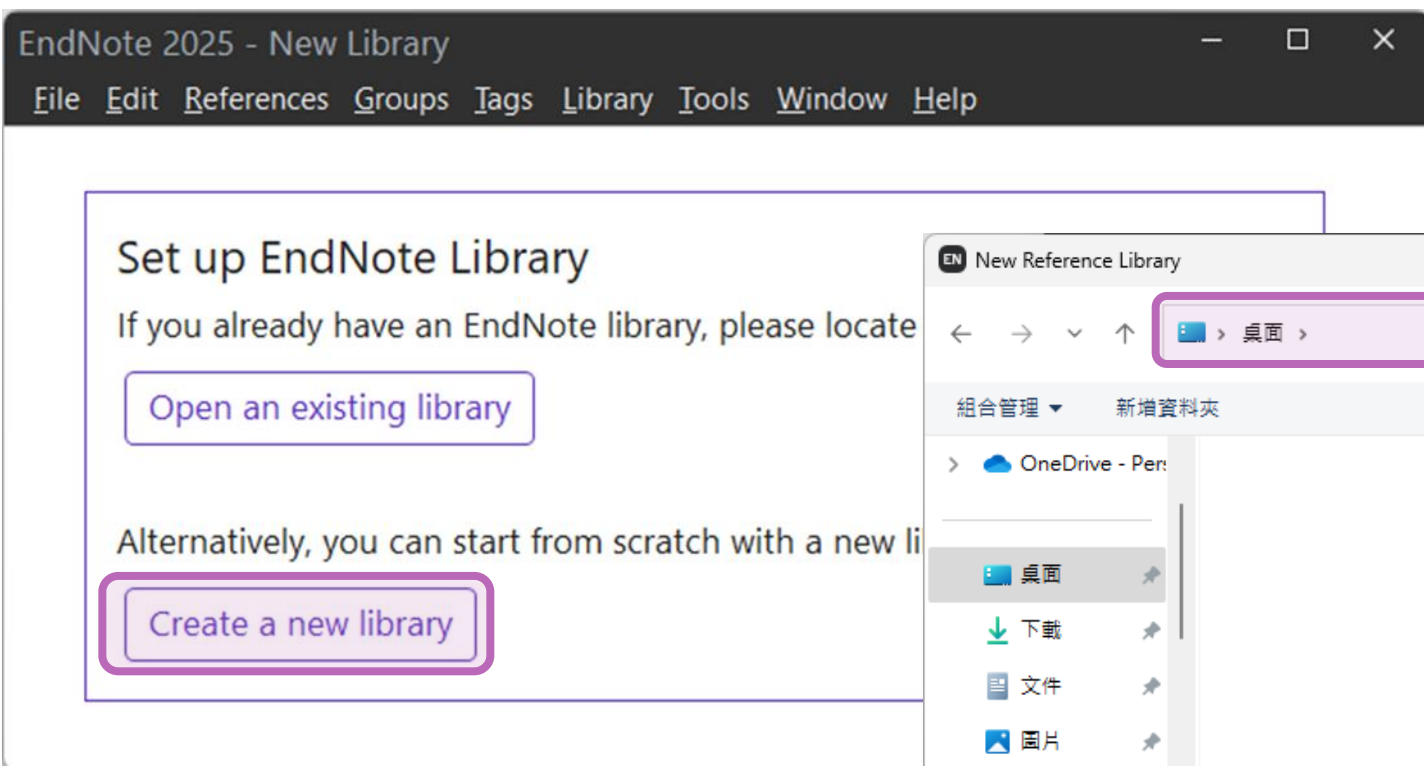 EndNote 2025 - New Library
File Edit References Groups Tags Library Tools Window Help
Set up EndNote Library
If you already have an EndNote library, please locate
Open an existing library
Alternatively, you can start from scratch with a new li
Create a new library
EN New Reference Library
桌面
組合管理 新增資料夾
OneDrive - Pers
桌面
下載
文件
圖片